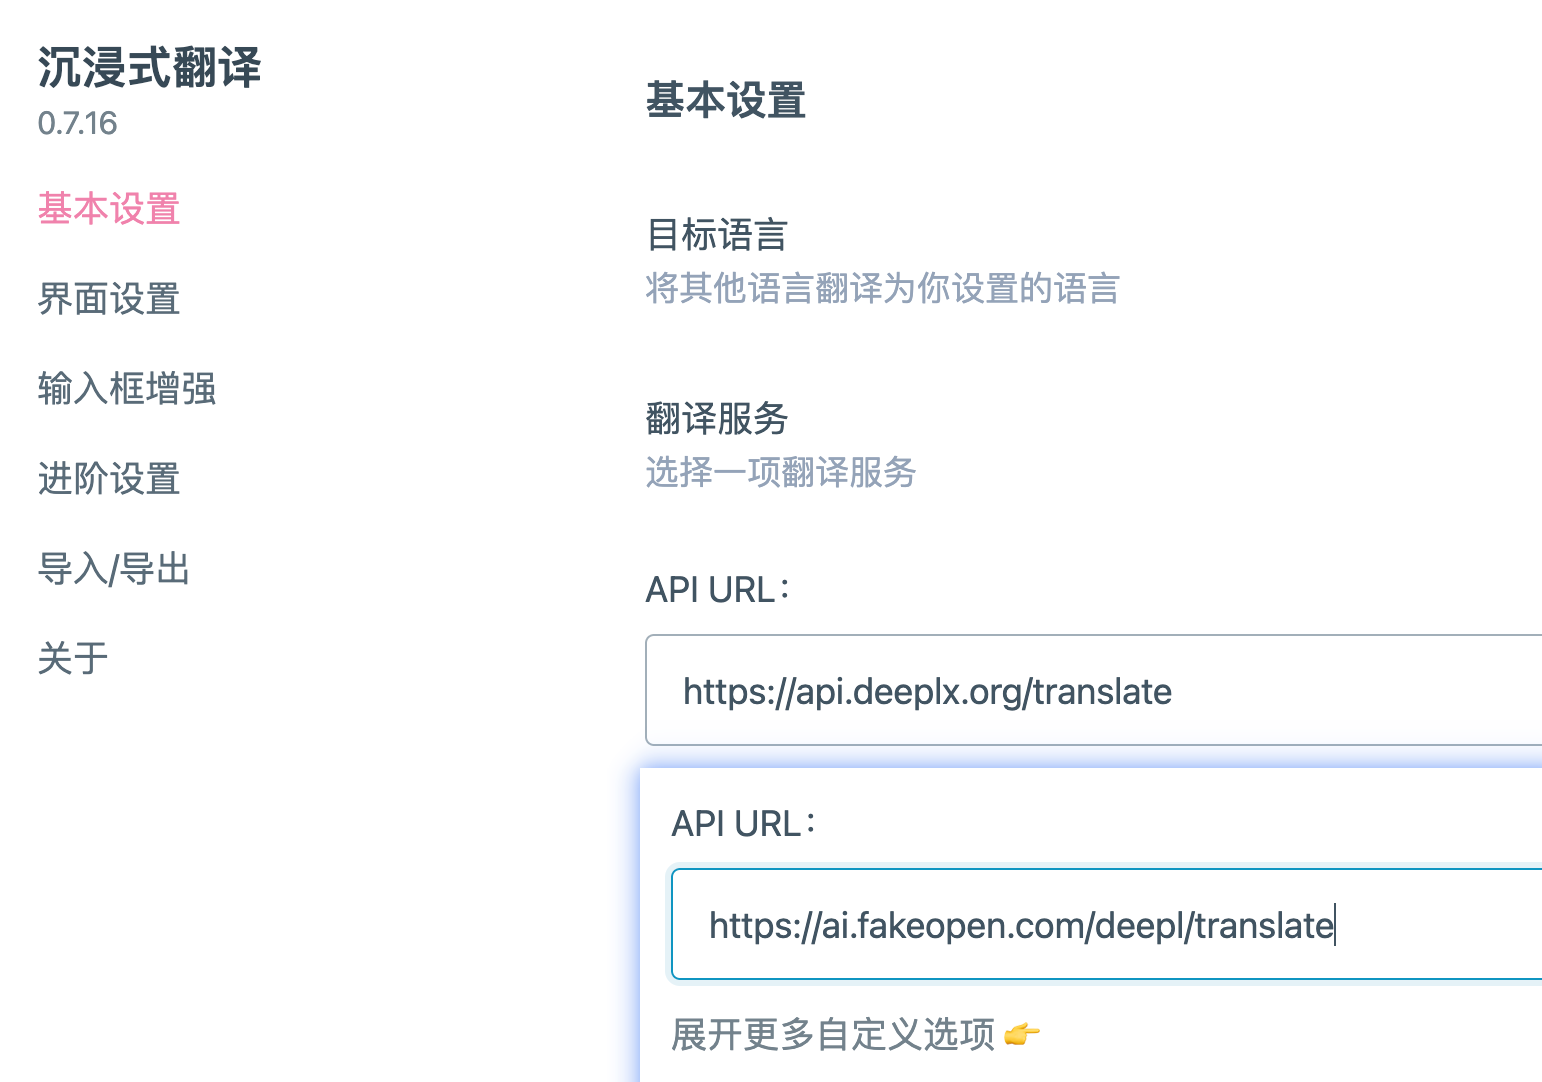 沉浸式翻译
0.7.16
基本设置
界面设置
输入框增强
进阶设置
导入/导出
关于
基本设置
目标语言
将其他语言翻译为你设置的语言
翻译服务
选择一项翻译服务
API URL：
https://api.deeplx.org/translate
API URL：
https://ai.fakeopen.com/deepl/translate
展开更多自定义选项 👉